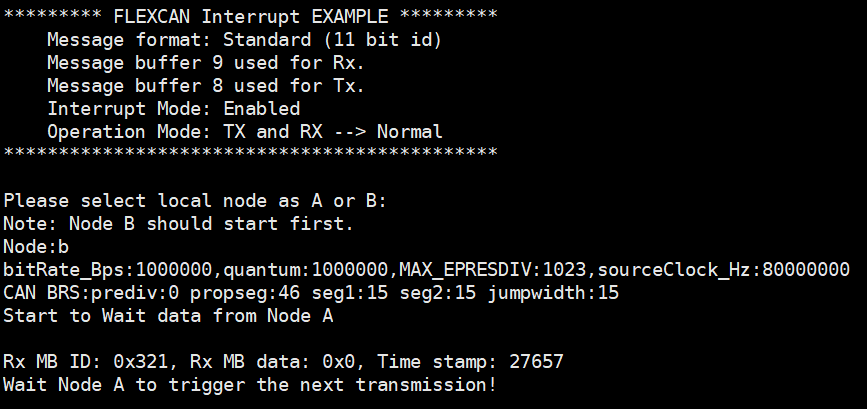 ********* FLEXCAN Interrupt EXAMPLE *********
    Message format: Standard (11 bit id)
    Message buffer 9 used for Rx.
    Message buffer 8 used for Tx.
    Interrupt Mode: Enabled
    Operation Mode: TX and RX --> Normal
*********************************************

Please select local node as A or B:
Note: Node B should start first.
Node:b
bitRate_Bps:1000000,quantum:1000000,MAX_EPRESDIV:1023,sourceClock_Hz:80000000
CAN BRS:prediv:0 propseg:46 seg1:15 seg2:15 jumpwidth:15
Start to Wait data from Node A

Rx MB ID: 0x321, Rx MB data: 0x0, Time stamp: 27657
Wait Node A to trigger the next transmission!